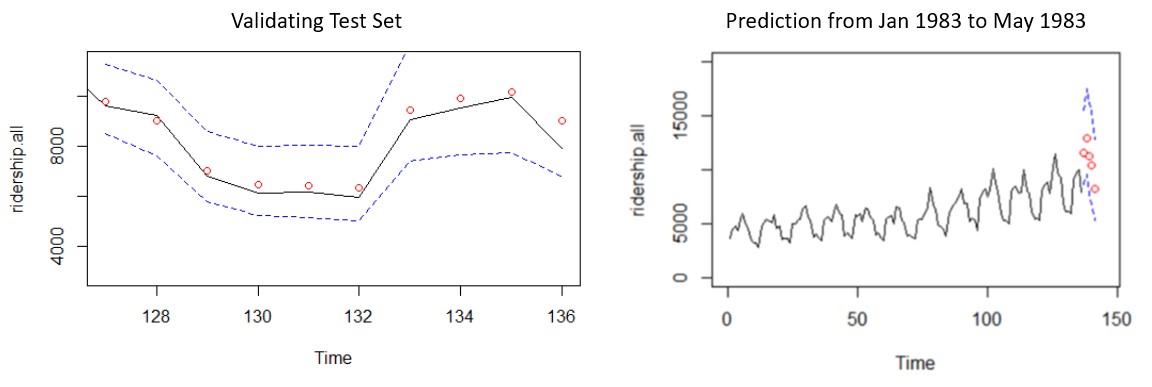 Validating Test Set
ridership.all
8000
4000
128
130
132
134
136
Time
Prediction from Jan 1983 to May 1983
ridership.all
15000
5000
0
0
50
100
150
Time